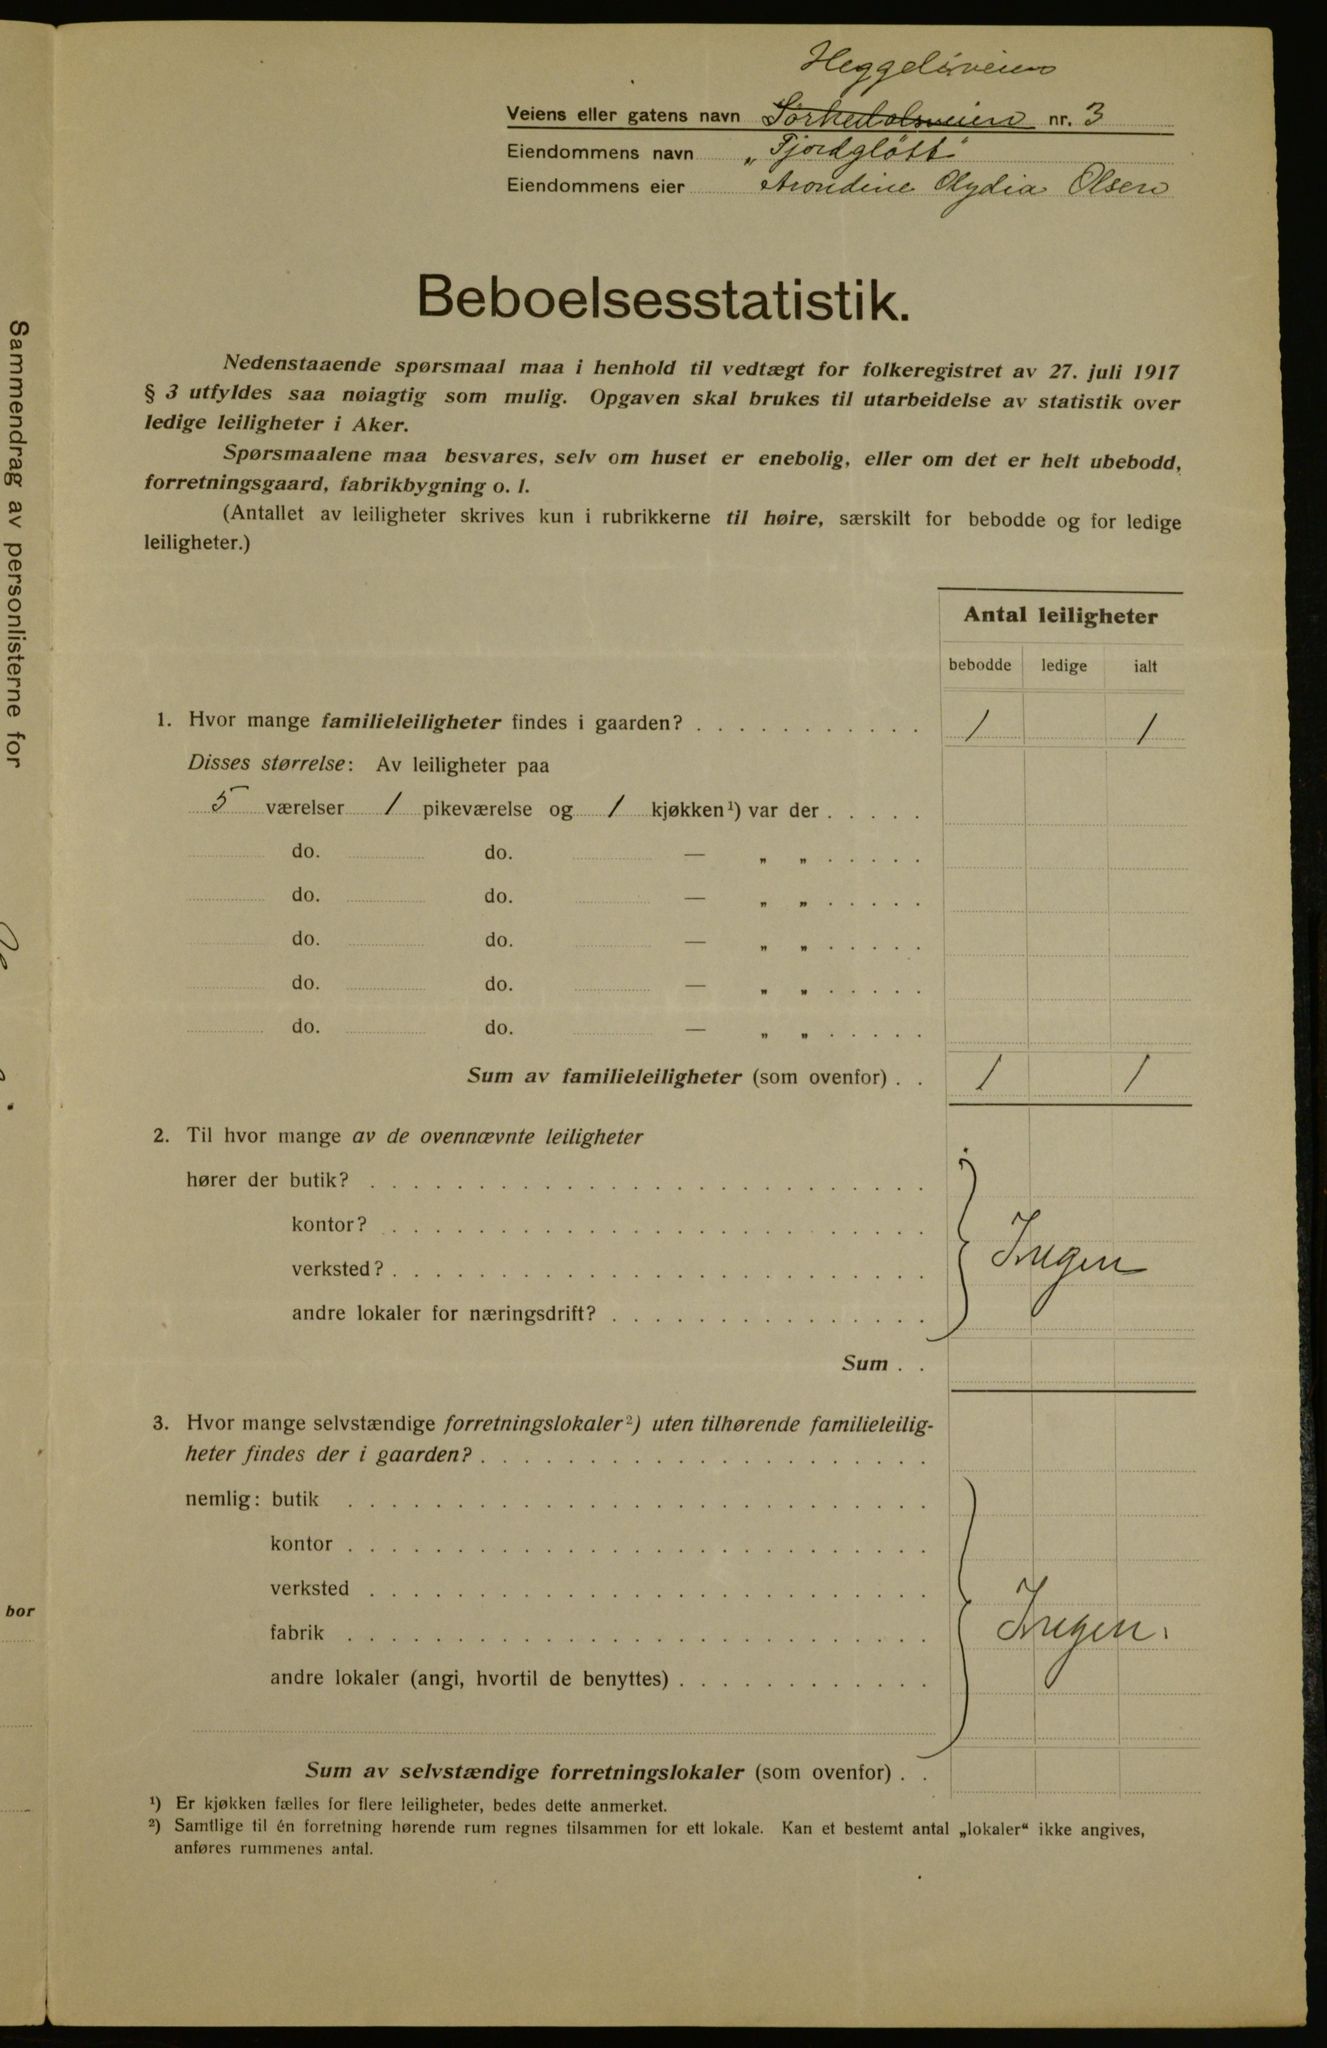 Heggeliveien
Veiens eller gatens navn Sørkedalsveien nr. 3
Eiendommens navn „Fjordgløtt"
Eiendommens eier Arondine Olydia Olsen
Beboelsesstatistik.
Nedenstaaende spørsmaal maa i henhold til vedtægt for folkeregistret av 27. juli 1917
§ 3 utfyldes saa nøiagtig som mulig. Opgaven skal brukes til utarbeidelse av statistik over
ledige leiligheter i Aker.
Spørsmaalene maa besvares, selv om huset er enebolig, eller om det er helt ubebodd,
forretningsgaard, fabrikbygning o. l.
(Antallet av leiligheter skrives kun i rubrikkerne til høire, særskilt for bebodde og for ledige
leiligheter.)
Antal leiligheter
bebodde ledige ialt
1. Hvor mange familieleiligheter findes i gaarden? . . . . . . . . . . . 1 1
Disses størrelse: Av leiligheter paa
5 værelser 1 pikeværelse og 1 kjøkken¹) var der . . . . .
do. do. — „ „ . . . . .
do. do. — „ „ . . . . .
do. do. — „ „ . . . . .
do. do. — „ „ . . . . .
do. do. — „ „ . . . . .
Sum av familieleiligheter (som ovenfor) . . 1 1
2. Til hvor mange av de ovennævnte leiligheter
hører der butik? . . . . . . . . . . . . . . . . . . . . .
kontor? . . . . . . . . . . . . . . . . . . . .
Ingen
verksted? . . . . . . . . . . . . . . . . . . . .
andre lokaler for næringsdrift? . . . . . . . . . . . .
Sum . .
3. Hvor mange selvstændige forretningslokaler²) uten tilhørende familieleilig-
heter findes der i gaarden? . . . . . . . . . . . . . . . . .
nemlig: butik . . . . . . . . . . . . . . . . . . . . . .
kontor . . . . . . . . . . . . . . . . . . . . . .
verksted . . . . . . . . . . . . . . . . . . . . .
fabrik . . . . . . . . . . . . . . . . . . . . . . Ingen.
andre lokaler (angi, hvortil de benyttes) . . . . . . . . . .
Sum av selvstændige forretningslokaler (som ovenfor) . .
¹) Er kjøkken fælles for flere leiligheter, bedes dette anmerket.
²) Samtlige til én forretning hørende rum regnes tilsammen for ett lokale. Kan et bestemt antal „lokaler" ikke angives,
anføres rummenes antal.
Sammendrag av personlisterne for
bor